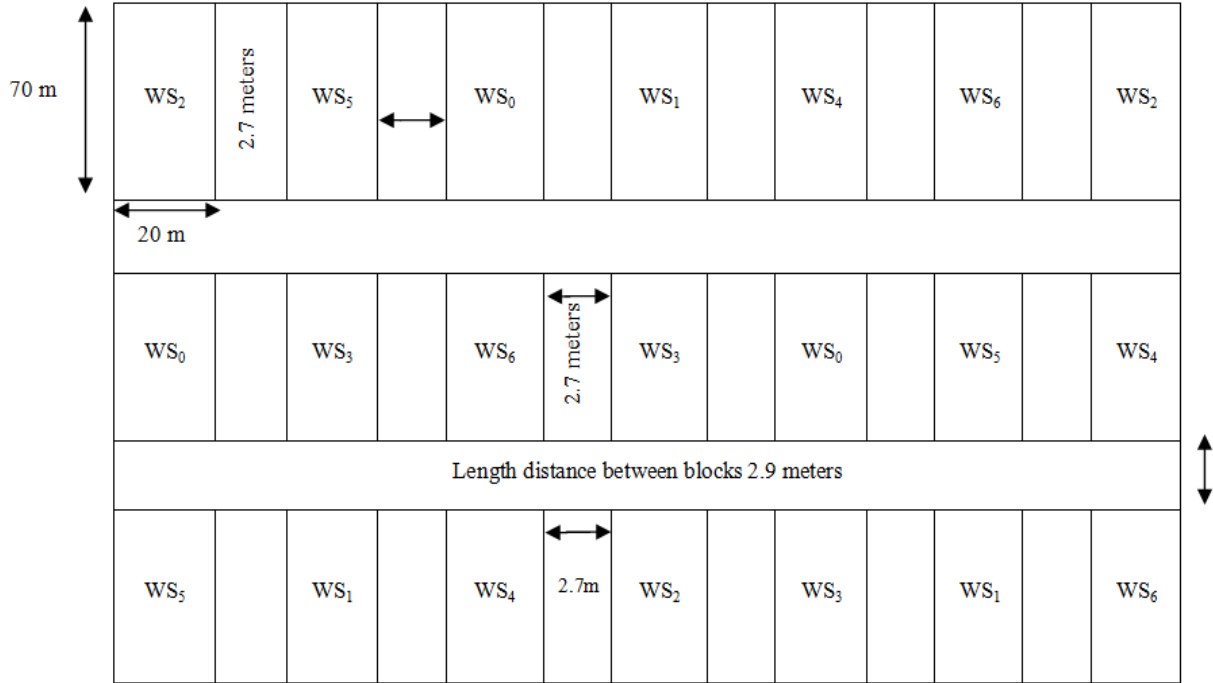 70 m
WS₂ 2.7 meters WS₅ WS₀ WS₁ WS₄ WS₆ WS₂
20 m
WS₀ WS₃ WS₆ 2.7 meters WS₃ WS₀ WS₅ WS₄
Length distance between blocks 2.9 meters
WS₅ WS₁ WS₄ 2.7m WS₂ WS₃ WS₁ WS₆